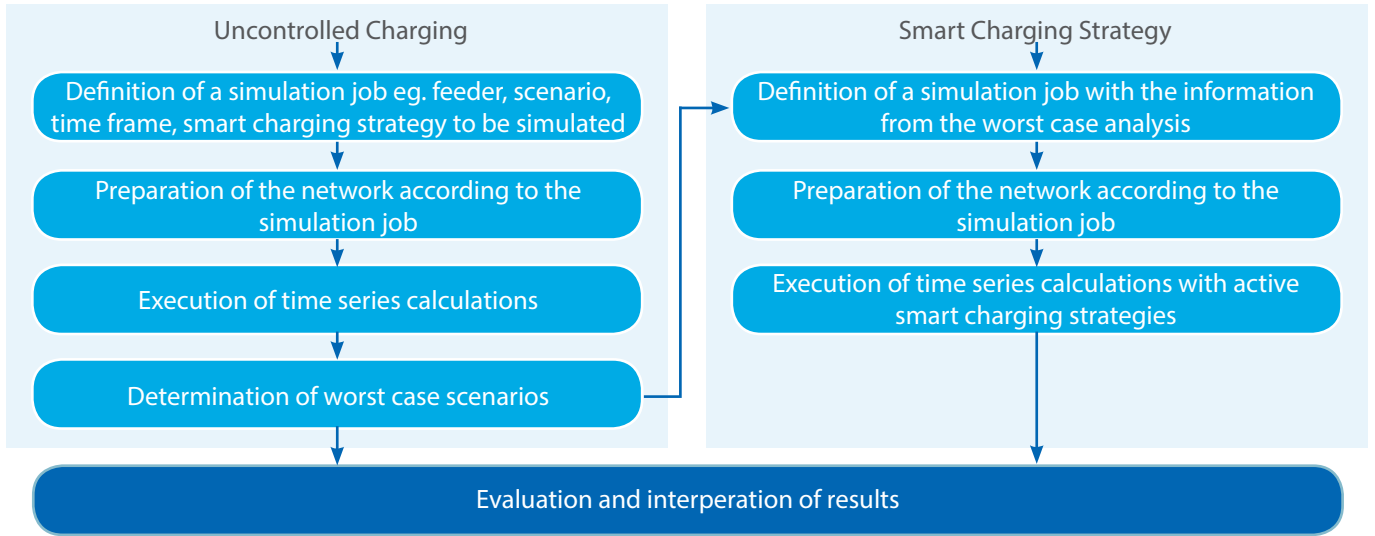 Uncontrolled Charging
Definition of a simulation job eg. feeder, scenario,
time frame, smart charging strategy to be simulated
Preparation of the network according to the
simulation job
Execution of time series calculations
Determination of worst case scenarios
Smart Charging Strategy
Definition of a simulation job with the information
from the worst case analysis
Preparation of the network according to the
simulation job
Execution of time series calculations with active
smart charging strategies
Evaluation and interperation of results